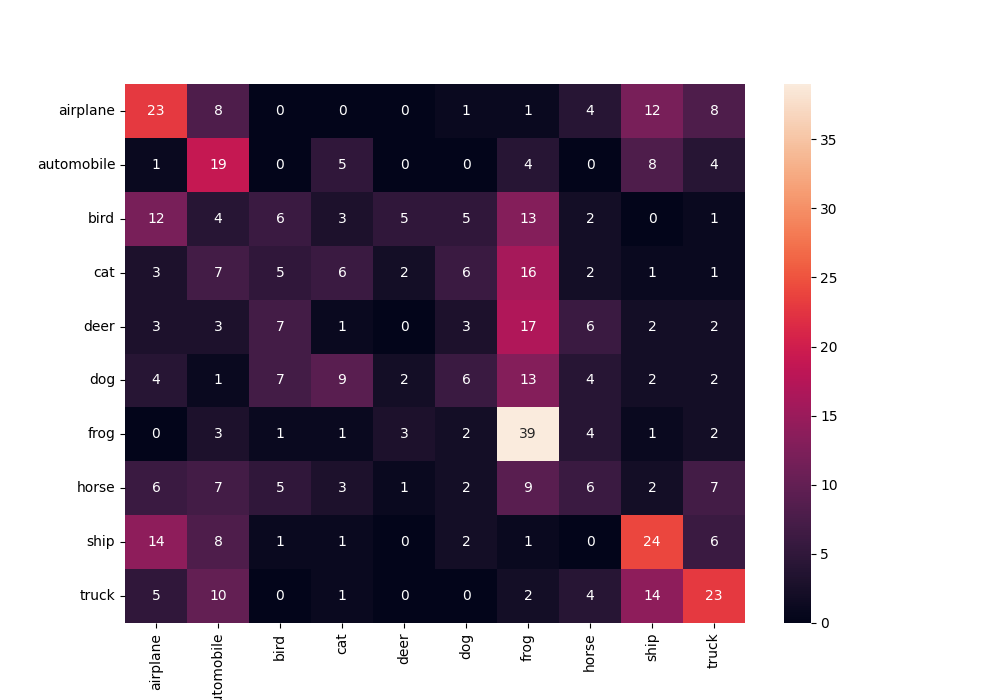 airplane 23 8 0 0 0 1 1 4 12 8
automobile 1 19 0 5 0 0 4 0 8 4
bird 12 4 6 3 5 5 13 2 0 1
cat 3 7 5 6 2 6 16 2 1 1
deer 3 3 7 1 0 3 17 6 2 2
dog 4 1 7 9 2 6 13 4 2 2
frog 0 3 1 1 3 2 39 4 1 2
horse 6 7 5 3 1 2 9 6 2 7
ship 14 8 1 1 0 2 1 0 24 6
truck 5 10 0 1 0 0 2 4 14 23
airplane utomobile bird cat deer dog frog horse ship truck
35
30
25
20
15
10
5
0